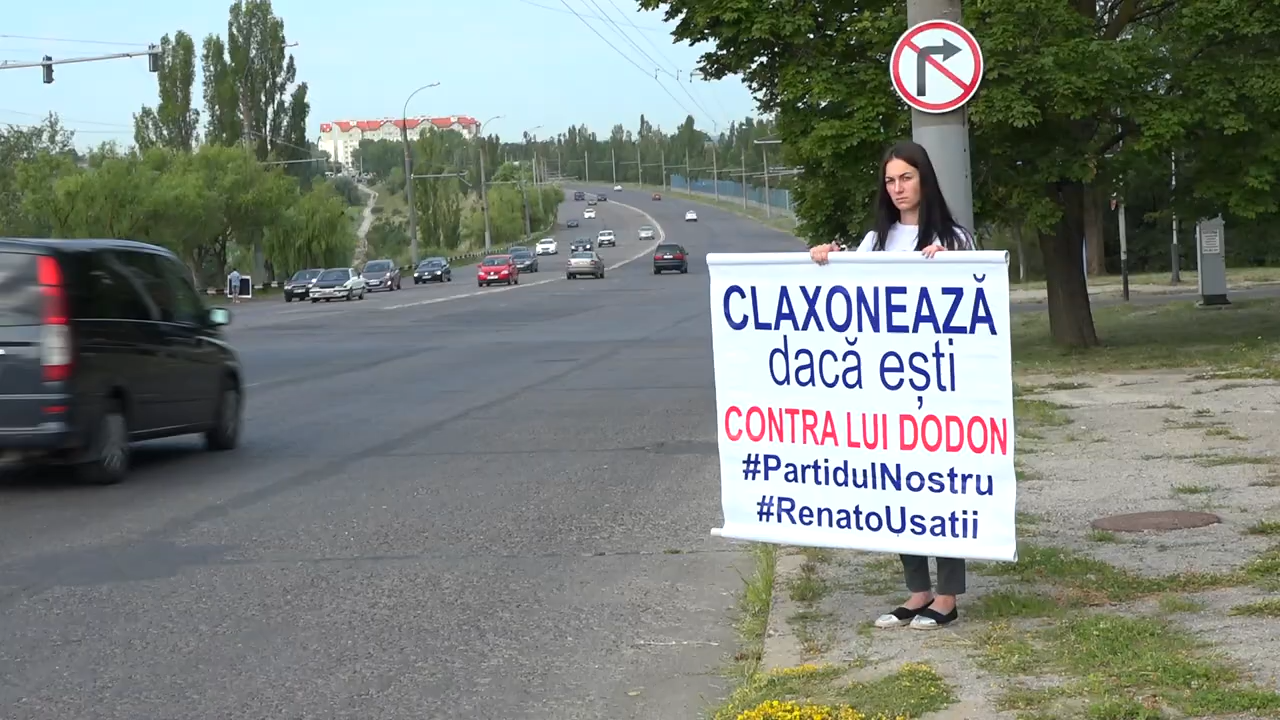 CLAXONEAZĂ
dacă ești
CONTRA LUI DODON
#PartidulNostru
#RenatoUsatii